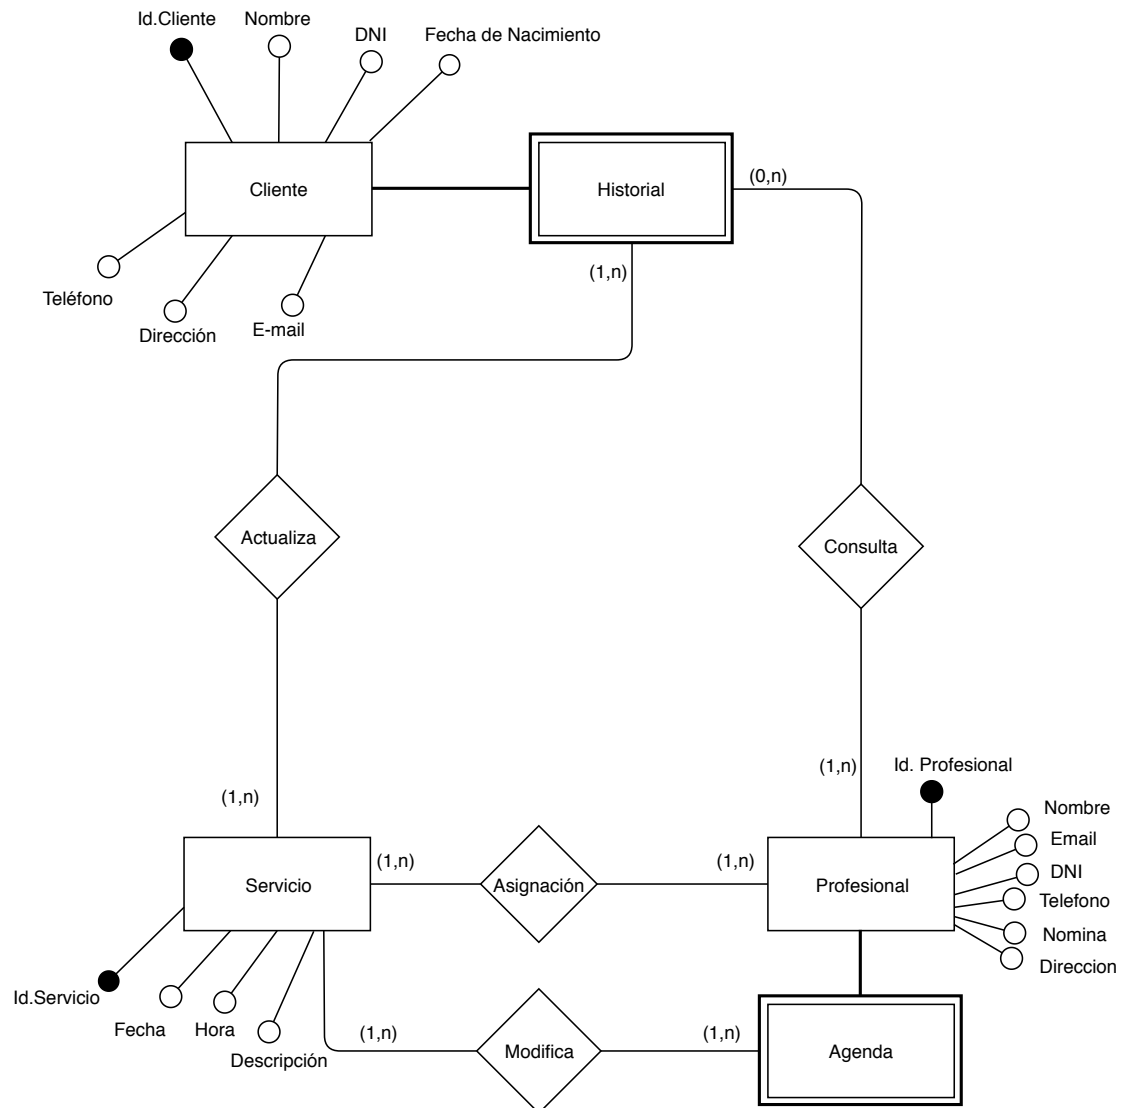 Id.Cliente
Nombre
DNI
Fecha de Nacimiento
Cliente
Historial
(0,n)
(1,n)
Teléfono
Dirección
E-mail
Actualiza
Consulta
(1,n)
(1,n)
Id. Profesional
Nombre
Email
DNI
Telefono
Nomina
Direccion
Servicio
(1,n)
Asignación
(1,n)
Profesional
Id.Servicio
Fecha
Hora
Descripción
(1,n)
Modifica
(1,n)
Agenda